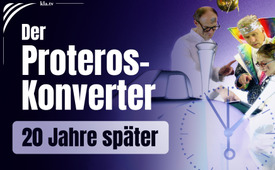 kla.tv
Der
Proteros-
Konverter
20 Jahre später